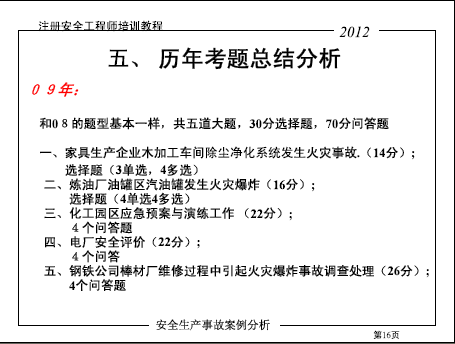 注册安全工程师培训教程
2012
五、 历年考题总结分析
０９年：
和0８的题型基本一样，共五道大题，30分选择题，70分问答题
一、家具生产企业木加工车间除尘净化系统发生火灾事故.（14分）；
选择题（3单选，4多选）
二、炼油厂油罐区汽油罐发生火灾爆炸（16分）；
选择题（4单选4多选）
三、化工园区应急预案与演练工作 （22分）；
４个问答题
四、电厂安全评价（22分）；
４个问答
五、钢铁公司棒材厂维修过程中引起火灾爆炸事故调查处理（26分）；
4个问答题
安全生产事故案例分析
第16页